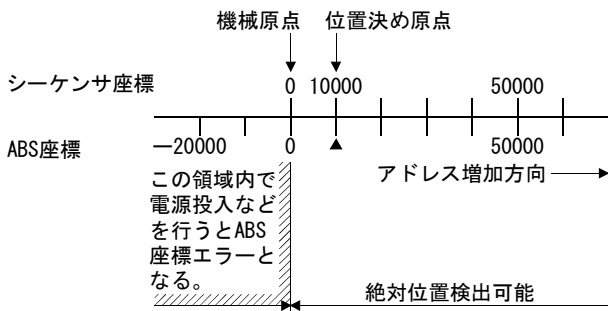 機械原点 位置決め原点
シーケンサ座標 0 10000 50000
ABS座標 －20000 0 50000
アドレス増加方向
この領域内で
電源投入など
を行うとABS
座標エラーと
なる。
絶対位置検出可能